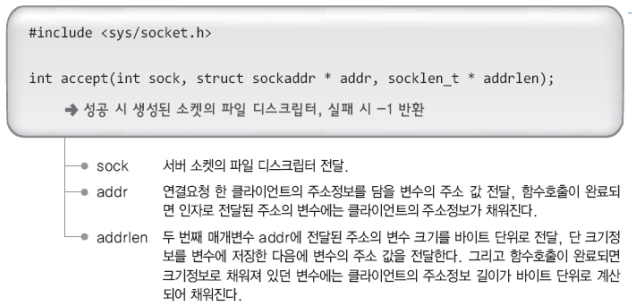 #include <sys/socket.h>
int accept(int sock, struct sockaddr * addr, socklen_t * addrlen);
➔ 성공 시 생성된 소켓의 파일 디스크립터, 실패 시 -1 반환
sock 서버 소켓의 파일 디스크립터 전달.
addr 연결요청 한 클라이언트의 주소정보를 담을 변수의 주소 값 전달, 함수호출이 완료되
면 인자로 전달된 주소의 변수에는 클라이언트의 주소정보가 채워진다.
addrlen 두 번째 매개변수 addr에 전달된 주소의 변수 크기를 바이트 단위로 전달, 단 크기정
보를 변수에 저장한 다음에 변수의 주소 값을 전달한다. 그리고 함수호출이 완료되면
크기정보로 채워져 있던 변수에는 클라이언트의 주소정보 길이가 바이트 단위로 계산
되어 채워진다.